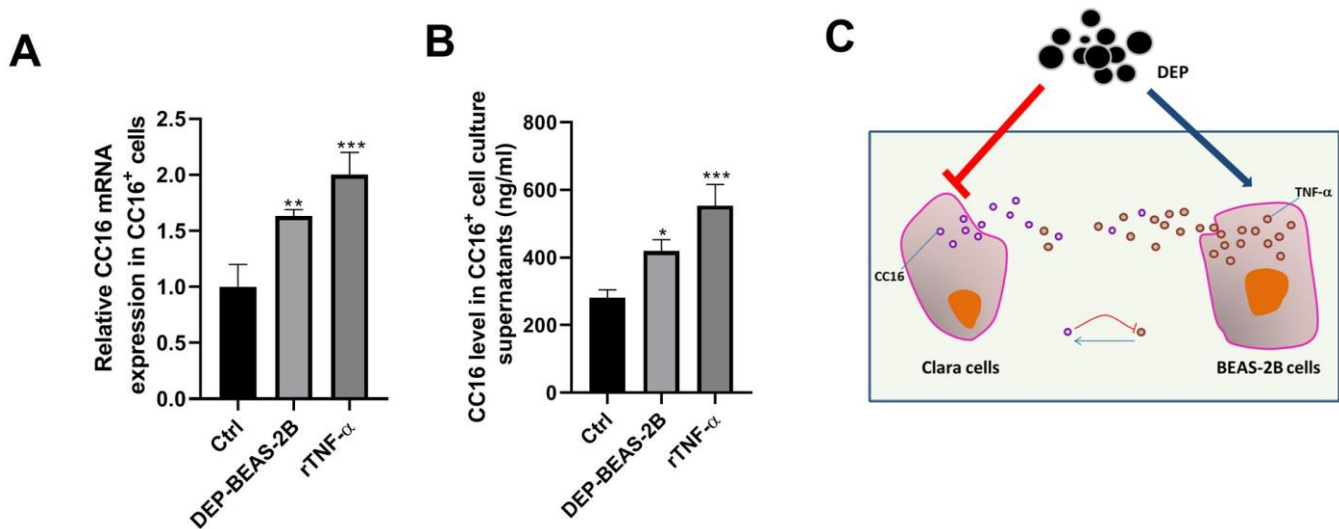 A
Relative CC16 mRNA
expression in CC16⁺ cells
2.5
2.0
1.5
1.0
0.5
0.0
**
***
Ctrl
DEP-BEAS-2B
rTNF-α
B
CC16 level in CC16⁺ cell culture
supernatants (ng/ml)
800
600
400
200
0
*
***
Ctrl
DEP-BEAS-2B
rTNF-α
C
DEP
TNF-α
CC16
Clara cells
BEAS-2B cells